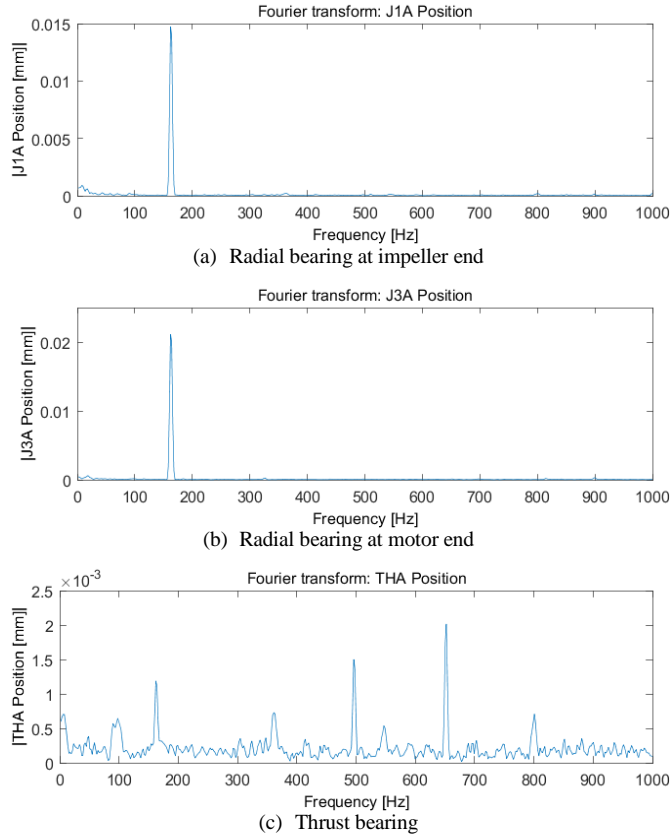 Fourier transform: J1A Position
|J1A Position [mm]|
0.015
0.01
0.005
0
0 100 200 300 400 500 600 700 800 900 1000
Frequency [Hz]
(a) Radial bearing at impeller end
Fourier transform: J3A Position
|J3A Position [mm]|
0.02
0.01
0
0 100 200 300 400 500 600 700 800 900 1000
Frequency [Hz]
(b) Radial bearing at motor end
Fourier transform: THA Position
×10⁻³
|THA Position [mm]|
2.5
2
1.5
1
0.5
0
0 100 200 300 400 500 600 700 800 900 1000
Frequency [Hz]
(c) Thrust bearing